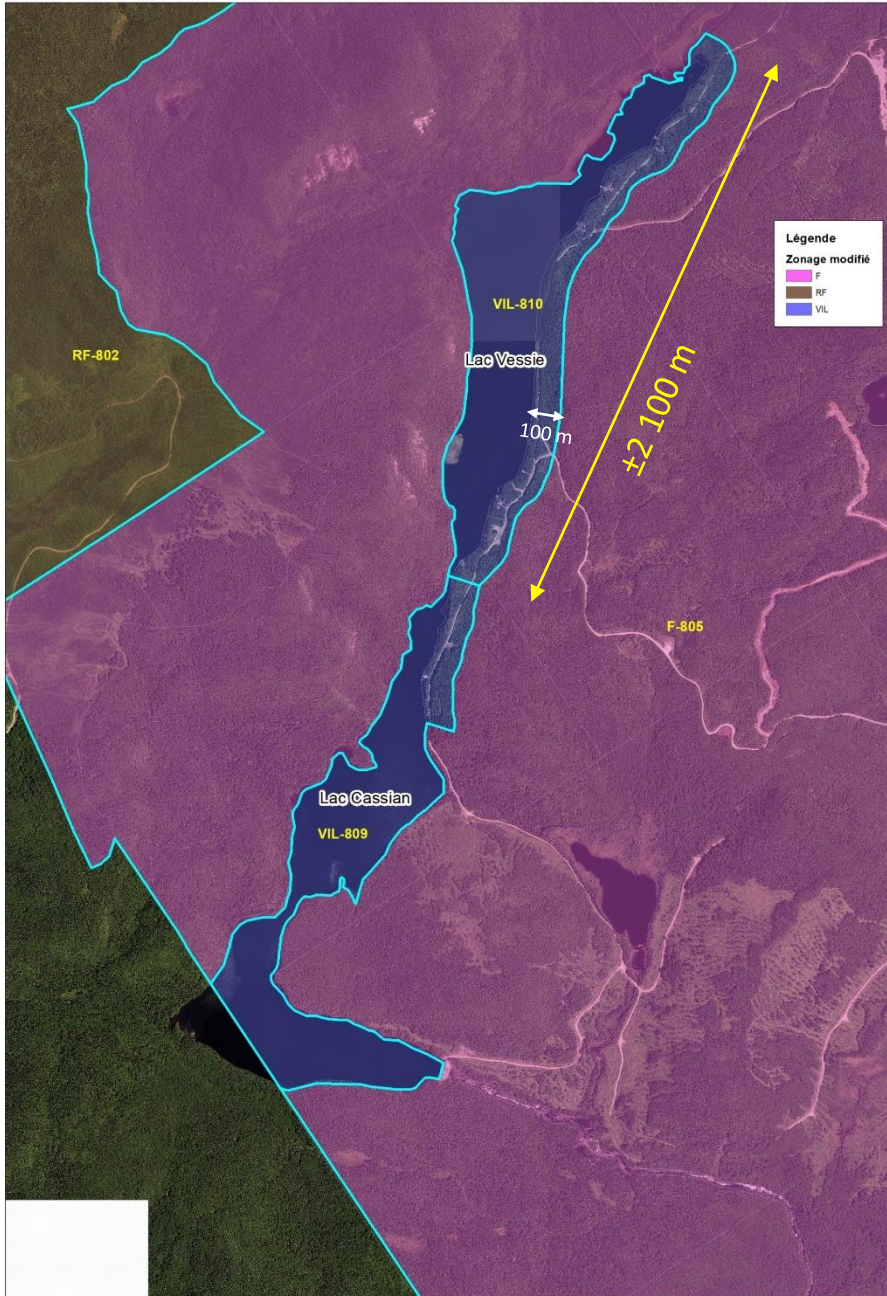 Légende
Zonage modifié
F
RF
VIL
VIL-810
RF-802
Lac Vessie
±2 100 m
100 m
F-805
Lac Cassian
VIL-809